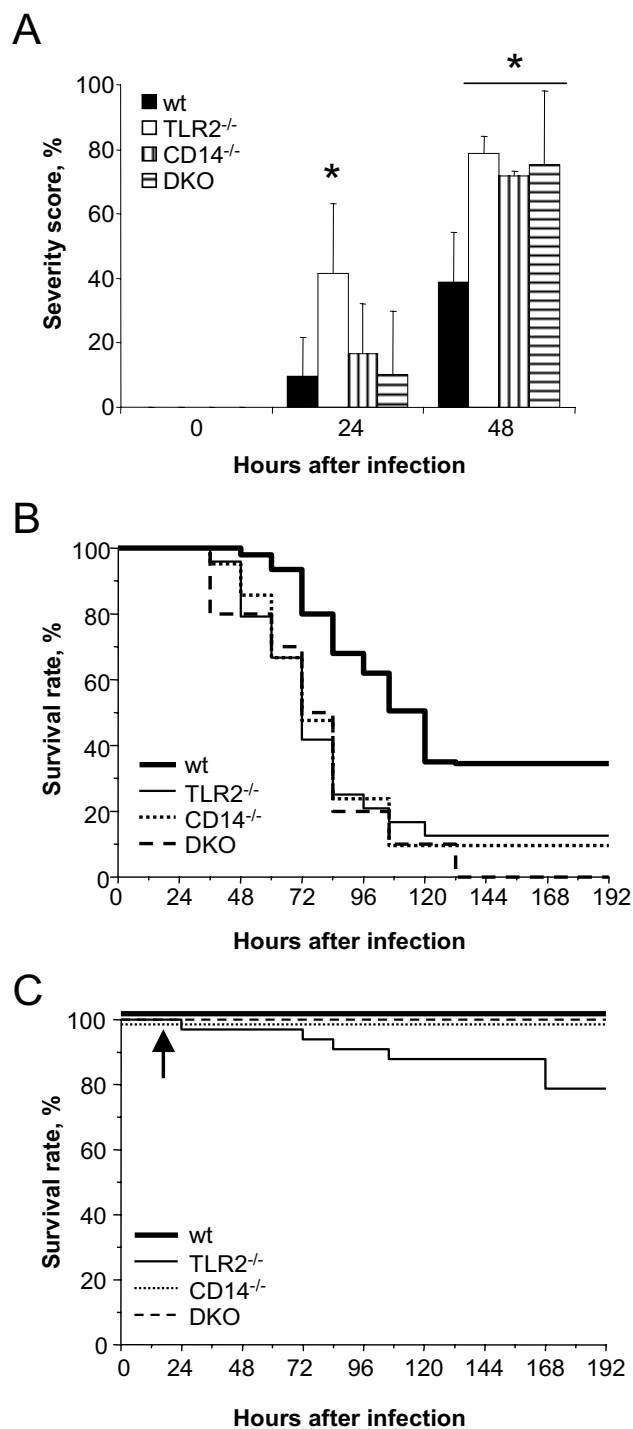 A
Severity score, %
100
80
60
40
20
0
wt
TLR2-/-
CD14-/-
DKO
*
*
0 24 48
Hours after infection
B
Survival rate, %
100
80
60
40
20
0
wt
TLR2-/-
CD14-/-
DKO
0 24 48 72 96 120 144 168 192
Hours after infection
C
Survival rate, %
100
80
60
40
20
0
wt
TLR2-/-
CD14-/-
DKO
0 24 48 72 96 120 144 168 192
Hours after infection